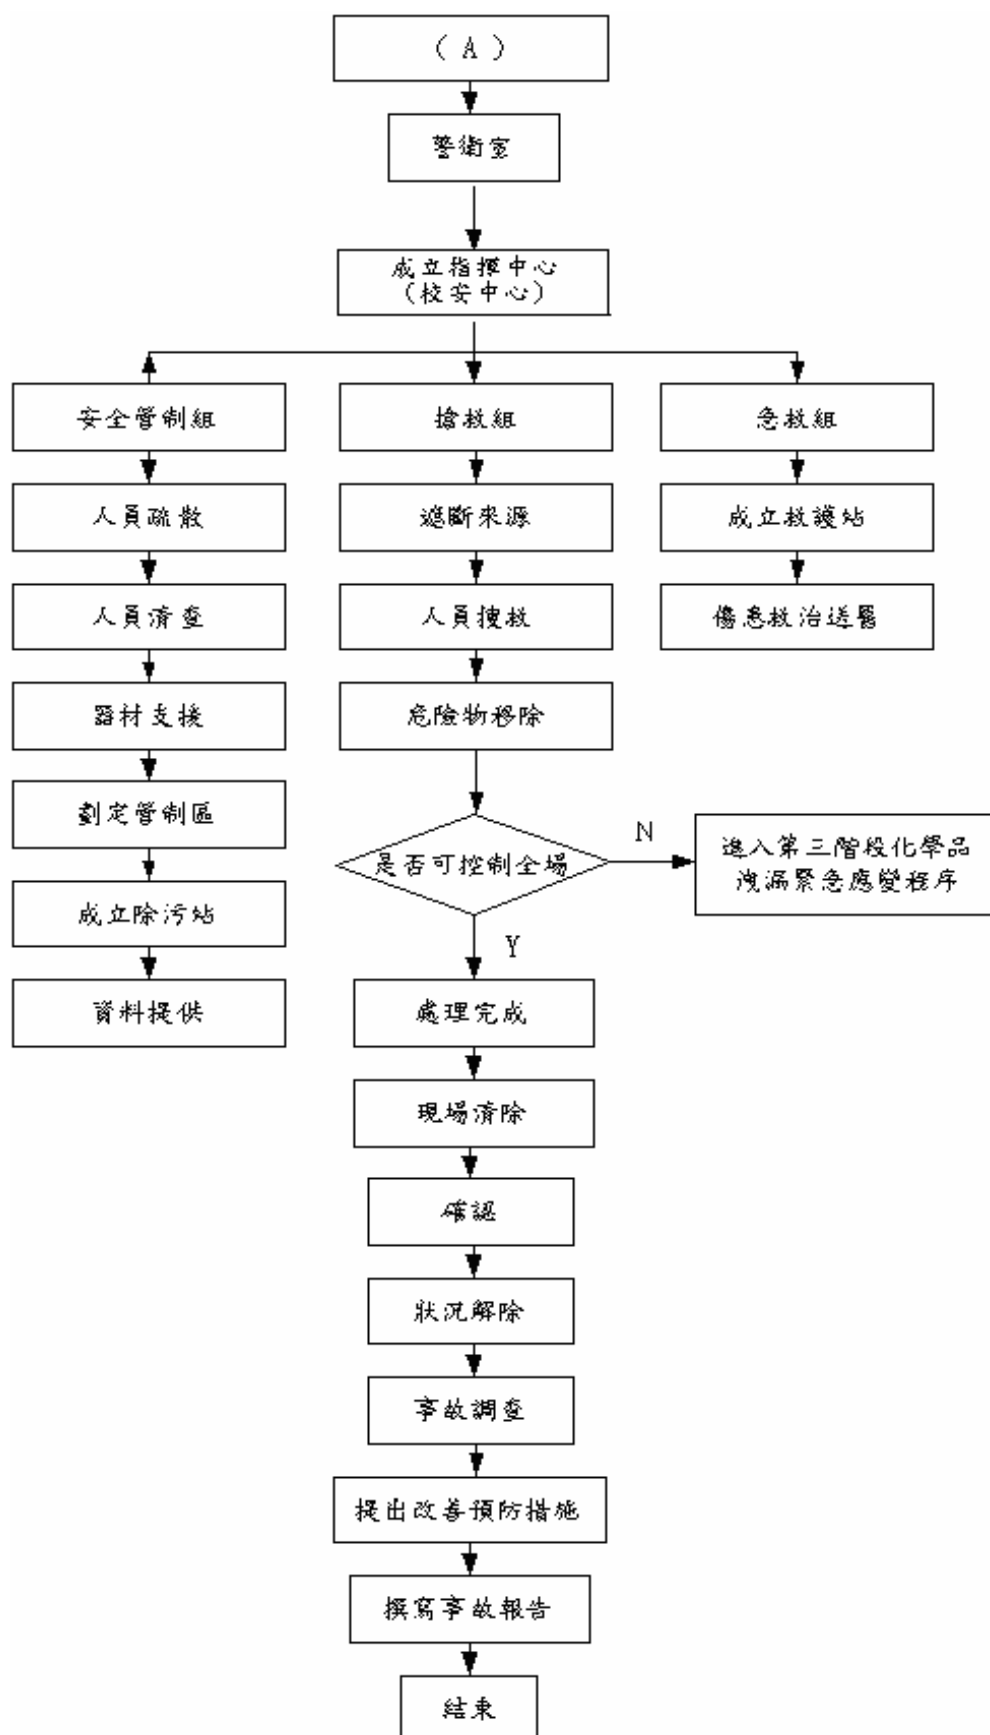 ( A )
警衛室
成立指揮中心
(校安中心)
安全管制組
搶救組
急救組
人員疏散
遮斷來源
成立救護站
人員清查
人員搜救
傷患救治送醫
器材支援
危險物移除
劃定管制區
是否可控制全場
N
進入第三階段化學品
洩漏緊急應變程序
成立除污站
Y
資料提供
處理完成
現場清除
確認
狀況解除
事故調查
提出改善預防措施
撰寫事故報告
結束